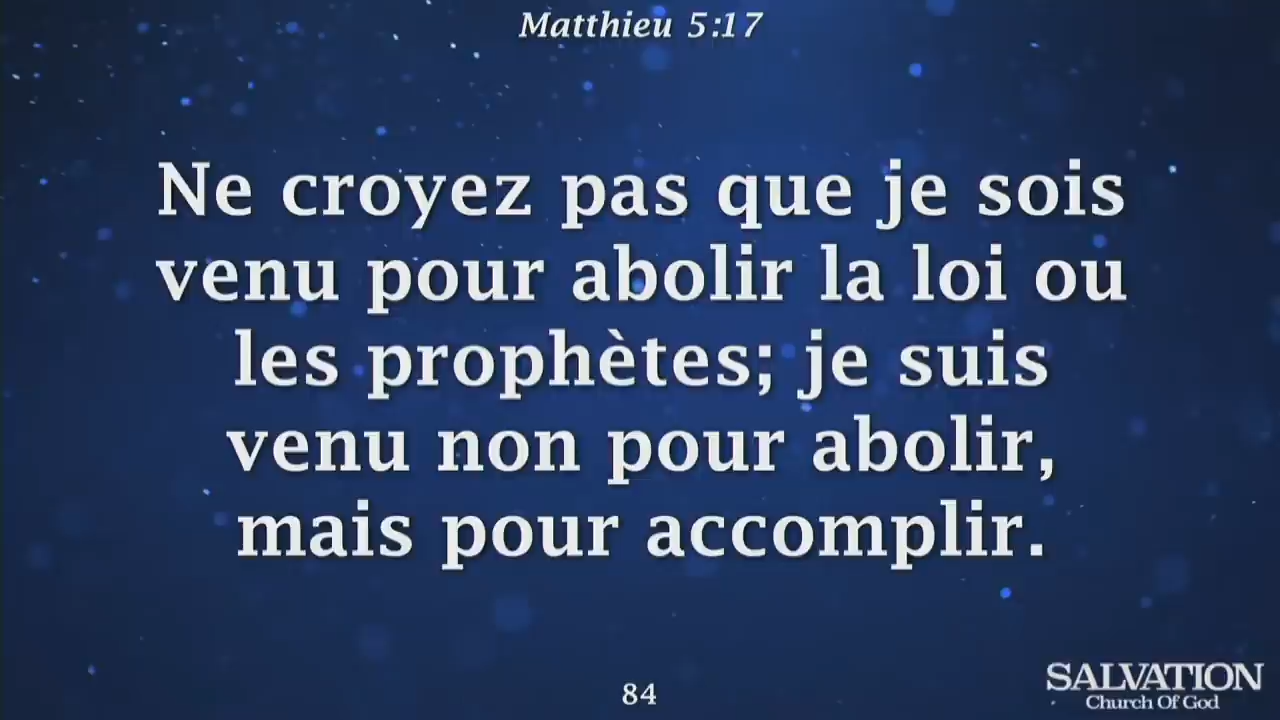 Matthieu 5:17
Ne croyez pas que je sois
venu pour abolir la loi ou
les prophètes; je suis
venu non pour abolir,
mais pour accomplir.
84
SALVATION
Church Of God